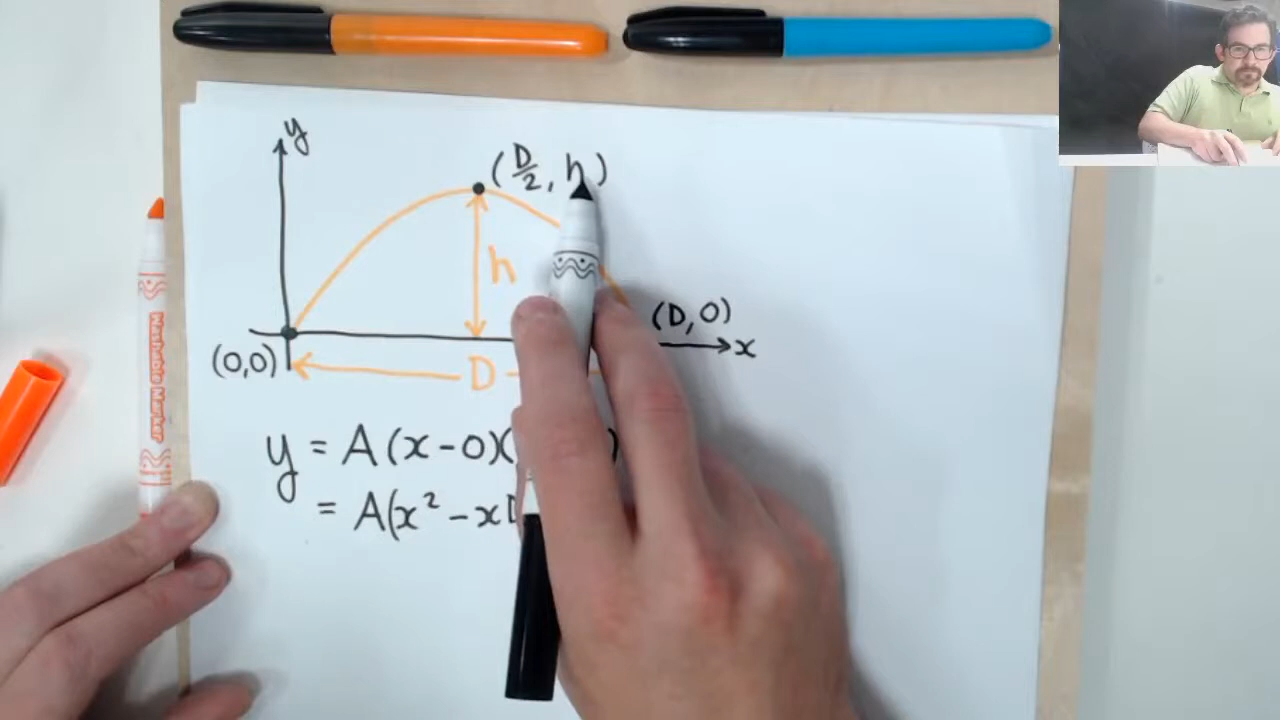 y
(D/2, h)
h
(D,0)
x
(0,0)
D
y = A(x-0)(
= A(x² - xD
Washable Marker